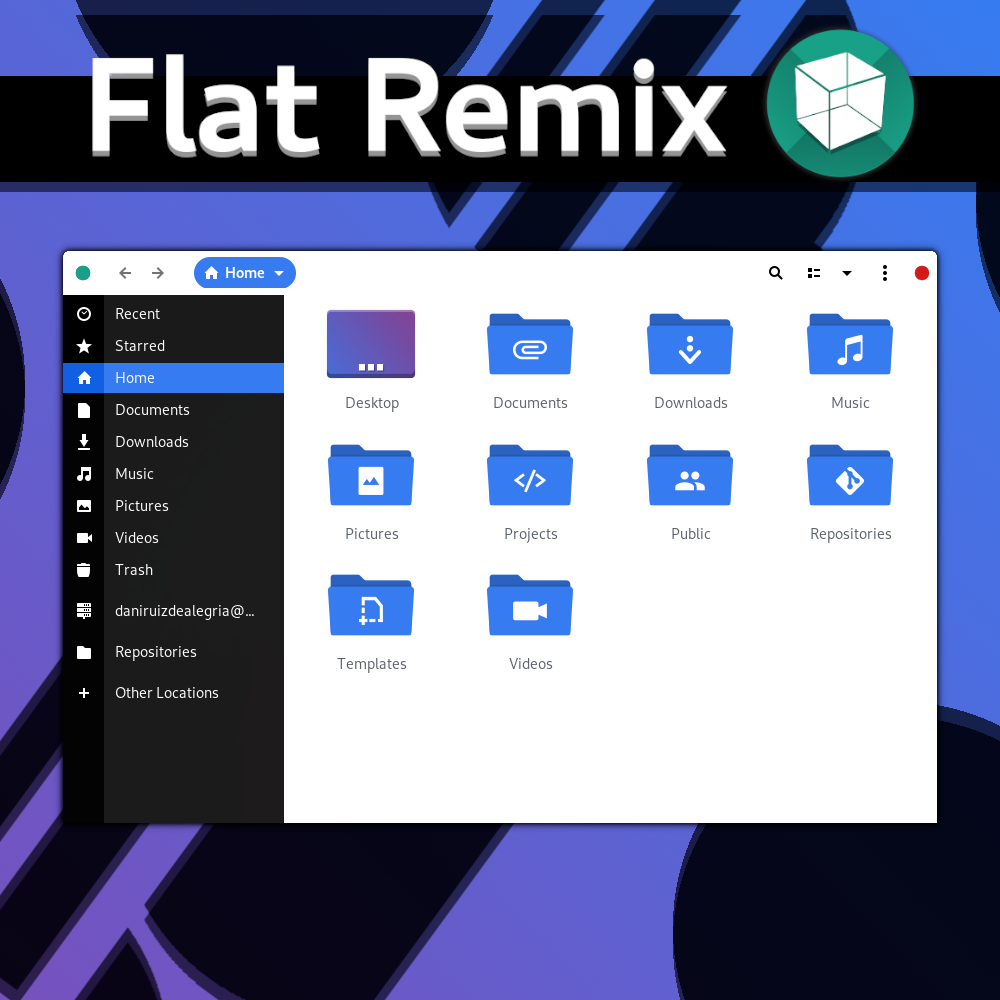 Flat Remix
Home
Recent
Starred
Home
Documents
Downloads
Music
Pictures
Videos
Trash
daniruizdealegria@...
Repositories
Other Locations
Desktop
Documents
Downloads
Music
Pictures
Projects
Public
Repositories
Templates
Videos